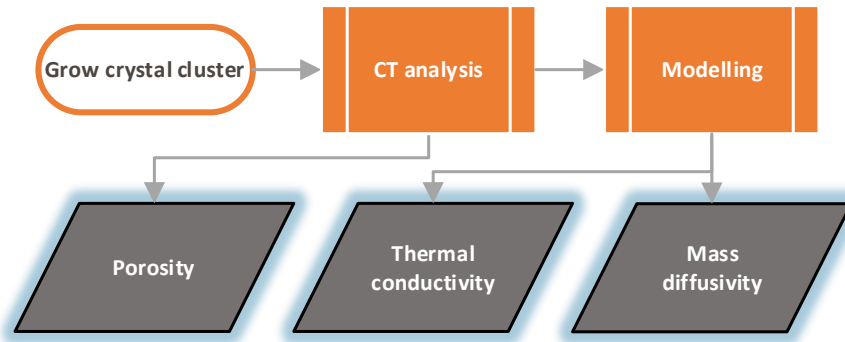 Grow crystal cluster
CT analysis
Modelling
Porosity
Thermal
conductivity
Mass
diffusivity